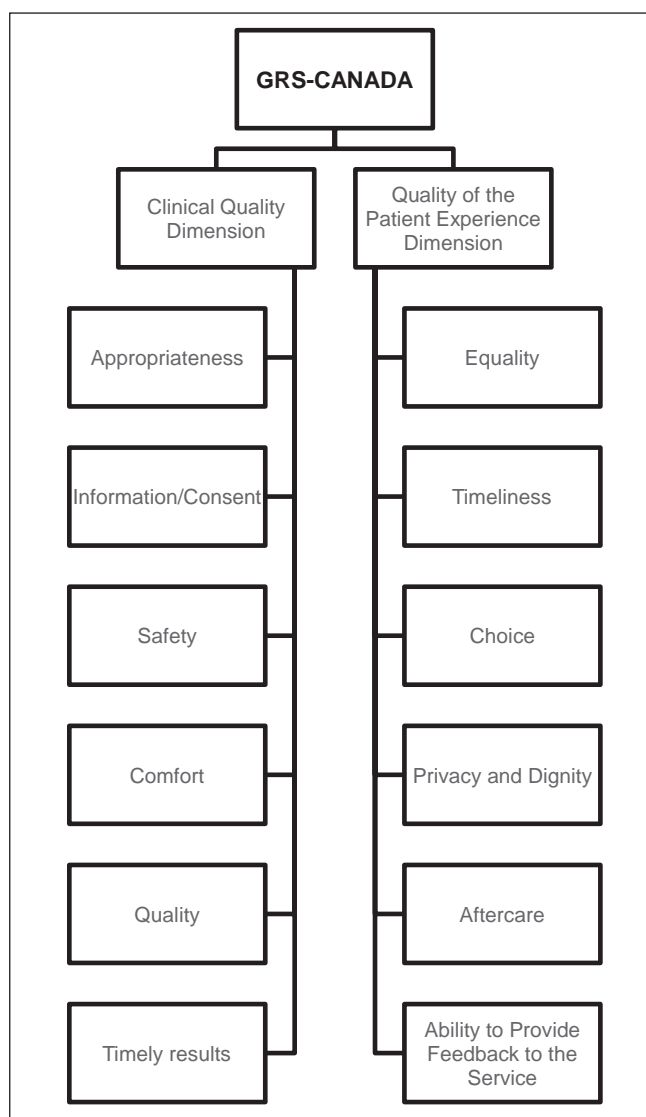 GRS-CANADA
Clinical Quality
Dimension
Quality of the
Patient Experience
Dimension
Appropriateness
Information/Consent
Safety
Comfort
Quality
Timely results
Equality
Timeliness
Choice
Privacy and Dignity
Aftercare
Ability to Provide
Feedback to the
Service